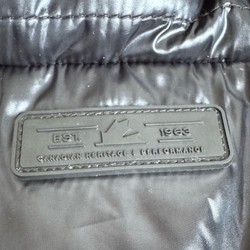 EST. 1963
CANADIAN HERITAGE & PERFORMANCE